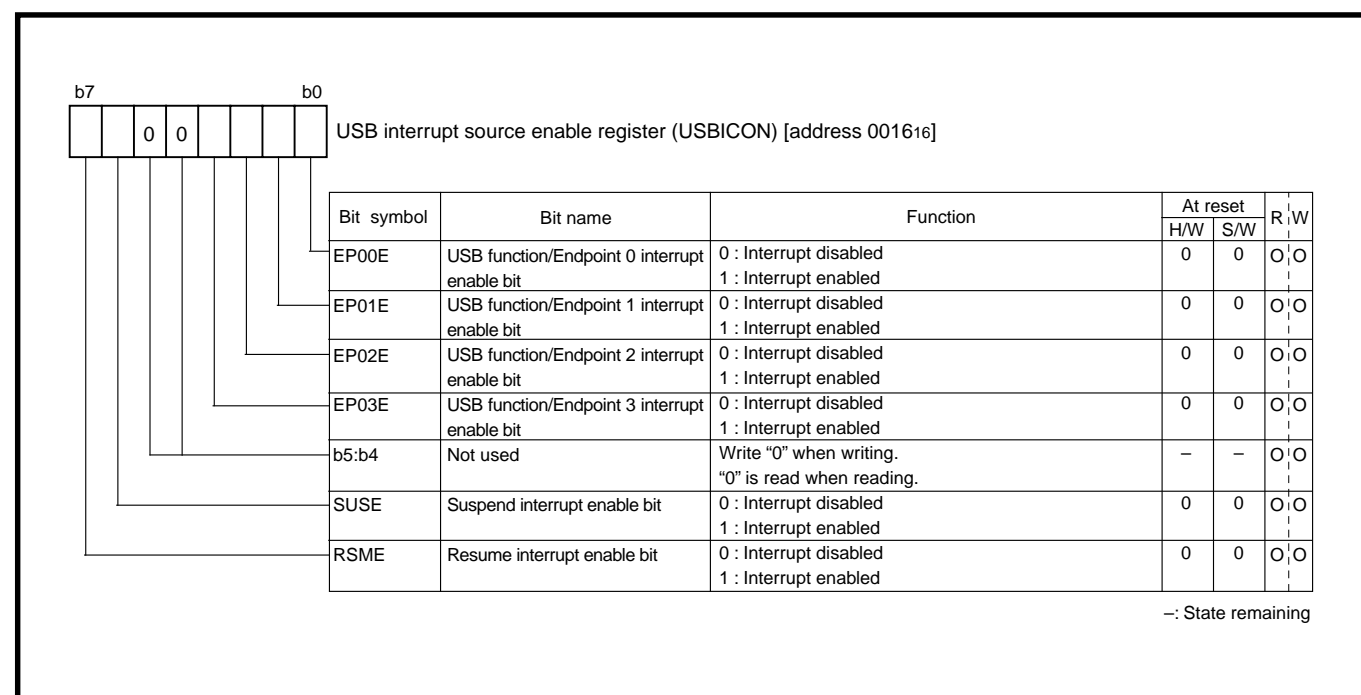 b7 b0
0 0
USB interrupt source enable register (USBICON) [address 001616]
Bit symbol Bit name Function At reset R W
H/W S/W
EP00E USB function/Endpoint 0 interrupt 0 : Interrupt disabled 0 0 O O
enable bit 1 : Interrupt enabled
EP01E USB function/Endpoint 1 interrupt 0 : Interrupt disabled 0 0 O O
enable bit 1 : Interrupt enabled
EP02E USB function/Endpoint 2 interrupt 0 : Interrupt disabled 0 0 O O
enable bit 1 : Interrupt enabled
EP03E USB function/Endpoint 3 interrupt 0 : Interrupt disabled 0 0 O O
enable bit 1 : Interrupt enabled
b5:b4 Not used Write “0” when writing. – – O O
“0” is read when reading.
SUSE Suspend interrupt enable bit 0 : Interrupt disabled 0 0 O O
1 : Interrupt enabled
RSME Resume interrupt enable bit 0 : Interrupt disabled 0 0 O O
1 : Interrupt enabled
–: State remaining